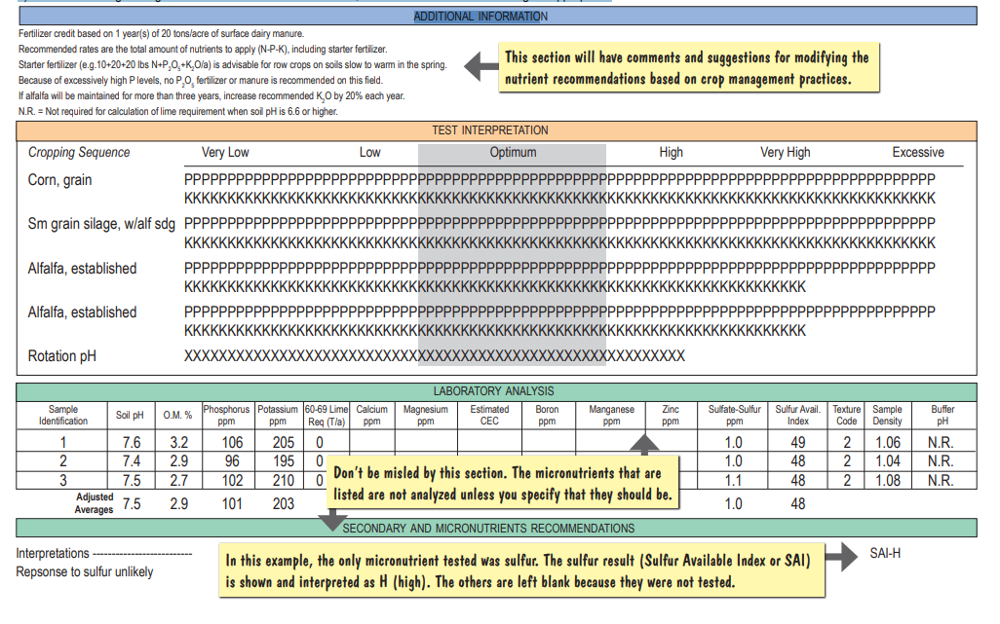 ADDITIONAL INFORMATION
Fertilizer credit based on 1 year(s) of 20 tons/acre of surface dairy manure.
Recommended rates are the total amount of nutrients to apply (N-P-K), including starter fertilizer.
Starter fertilizer (e.g.10+20+20 lbs N+P₂O₅+K₂O/a) is advisable for row crops on soils slow to warm in the spring.
Because of excessively high P levels, no P₂O₅ fertilizer or manure is recommended on this field.
If alfalfa will be maintained for more than three years, increase recommended K₂O by 20% each year.
N.R. = Not required for calculation of lime requirement when soil pH is 6.6 or higher.
This section will have comments and suggestions for modifying the
nutrient recommendations based on crop management practices.
TEST INTERPRETATION
Cropping Sequence Very Low Low Optimum High Very High Excessive
Corn, grain PPPPPPPPPPPPPPPPPPPPPPPPPPPPPPPPPPPPPPPPPPPPPPPPPPPPPPPPPPPPPPPPPPPPPPPPPPPPPPPPPPPPPPPP
KKKKKKKKKKKKKKKKKKKKKKKKKKKKKKKKKKKKKKKKKKKKKKKKKKKKKKKKKKKKKKKKKKKKKKKKKKKKKKKKKKKKKKKK
Sm grain silage, w/alf sdg PPPPPPPPPPPPPPPPPPPPPPPPPPPPPPPPPPPPPPPPPPPPPPPPPPPPPPPPPPPPPPPPPPPPPPPPPPPPPPPPPPPPPPPP
KKKKKKKKKKKKKKKKKKKKKKKKKKKKKKKKKKKKKKKKKKKKKKKKKKKKKKKKKKKKKKKKKKKKKKKKKKKKKKKKKKKKKKKK
Alfalfa, established PPPPPPPPPPPPPPPPPPPPPPPPPPPPPPPPPPPPPPPPPPPPPPPPPPPPPPPPPPPPPPPPPPPPPPPPPPPPPPPPPPPPPPPP
KKKKKKKKKKKKKKKKKKKKKKKKKKKKKKKKKKKKKKKKKKKKKKKKKKKKKKKKKKKKKKKKKKKKKKKKK
Alfalfa, established PPPPPPPPPPPPPPPPPPPPPPPPPPPPPPPPPPPPPPPPPPPPPPPPPPPPPPPPPPPPPPPPPPPPPPPPPPPPPPPPPPPPPPPP
KKKKKKKKKKKKKKKKKKKKKKKKKKKKKKKKKKKKKKKKKKKKKKKKKKKKKKKKKKKKKKKKKKKKKKKKK
Rotation pH XXXXXXXXXXXXXXXXXXXXXXXXXXXXXXXXXXXXXXXXXXXXXXXXXXXXXXXXXXX
LABORATORY ANALYSIS
Sample Identification Soil pH O.M. % Phosphorus ppm Potassium ppm 60-69 Lime Req (T/a) Calcium ppm Magnesium ppm Estimated CEC Boron ppm Manganese ppm Zinc ppm Sulfate-Sulfur ppm Sulfur Avail. Index Texture Code Sample Density Buffer pH
1 7.6 3.2 106 205 0 1.0 49 2 1.06 N.R.
2 7.4 2.9 96 195 0 1.0 48 2 1.04 N.R.
3 7.5 2.7 102 210 0 1.1 48 2 1.08 N.R.
Adjusted Averages 7.5 2.9 101 203 1.0 48
Don't be misled by this section. The micronutrients that are
listed are not analyzed unless you specify that they should be.
SECONDARY AND MICRONUTRIENTS RECOMMENDATIONS
Interpretations -------------------------- SAI-H
Repsonse to sulfur unlikely
In this example, the only micronutrient tested was sulfur. The sulfur result (Sulfur Available Index or SAI)
is shown and interpreted as H (high). The others are left blank because they were not tested.